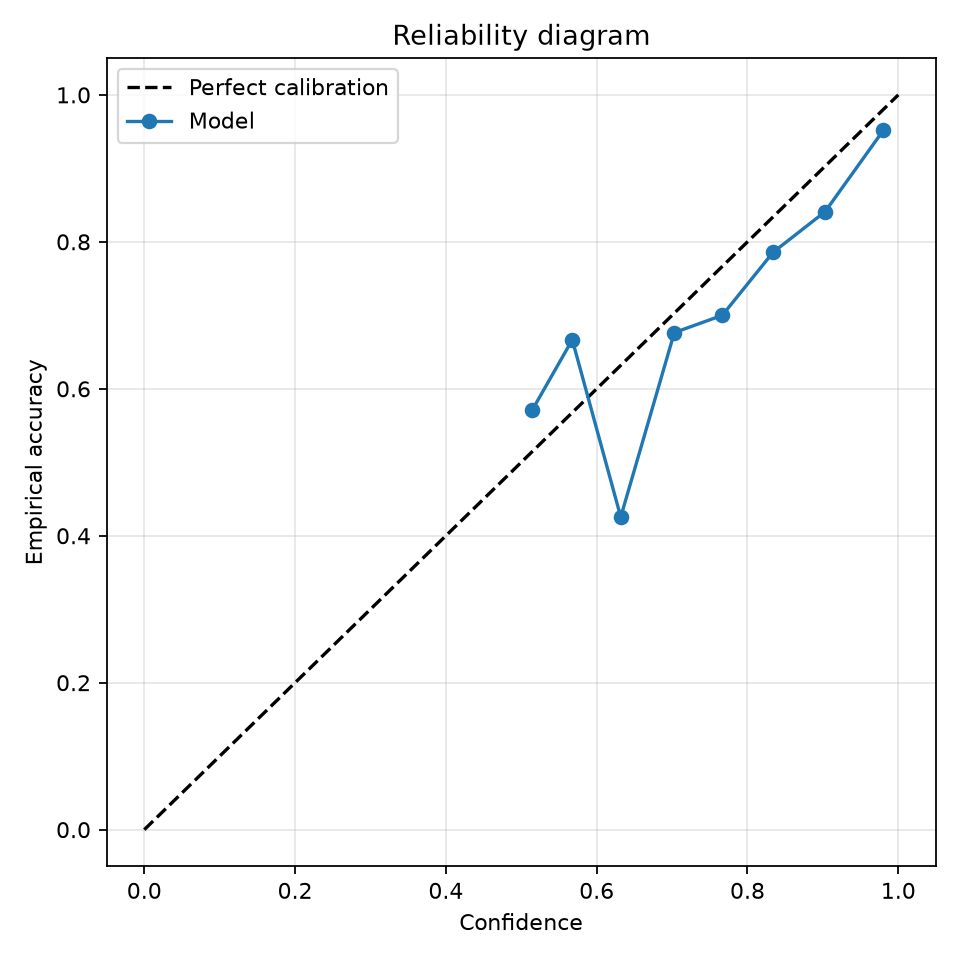 Reliability diagram
Perfect calibration
Model
1.0
0.8
0.6
0.4
0.2
0.0
Empirical accuracy
0.0 0.2 0.4 0.6 0.8 1.0
Confidence